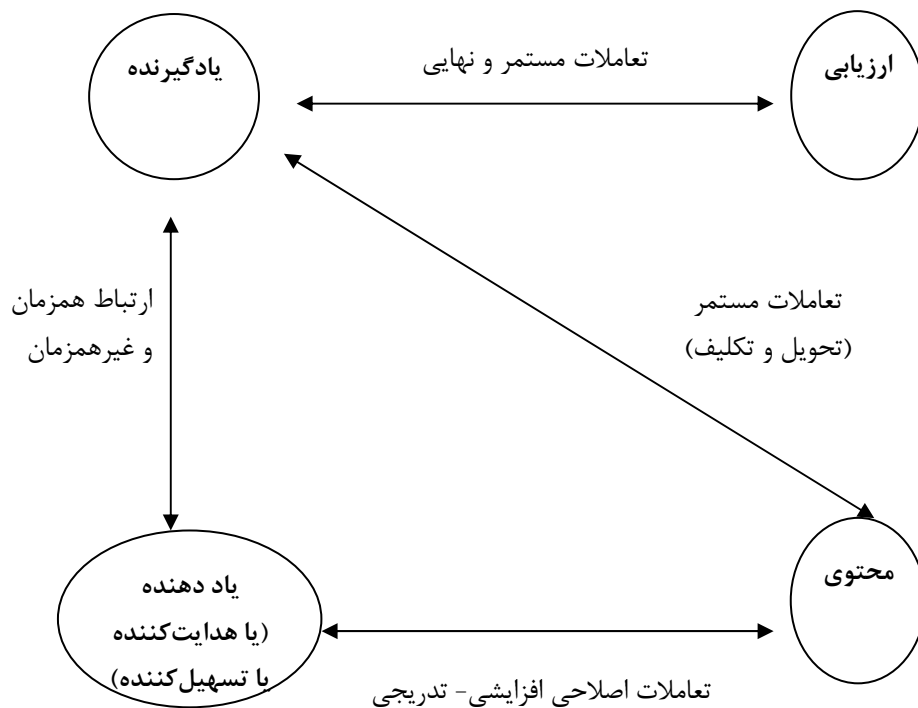 تعاملات مستمر و نهایی
ارزیابی
یادگیرنده
ارتباط همزمان
و غیرهمزمان
تعاملات مستمر
(تحویل و تکلیف)
محتوی
یاد دهنده
(یا هدایت‌کننده
یا تسهیل‌کننده)
تعاملات اصلاحی افزایشی- تدریجی